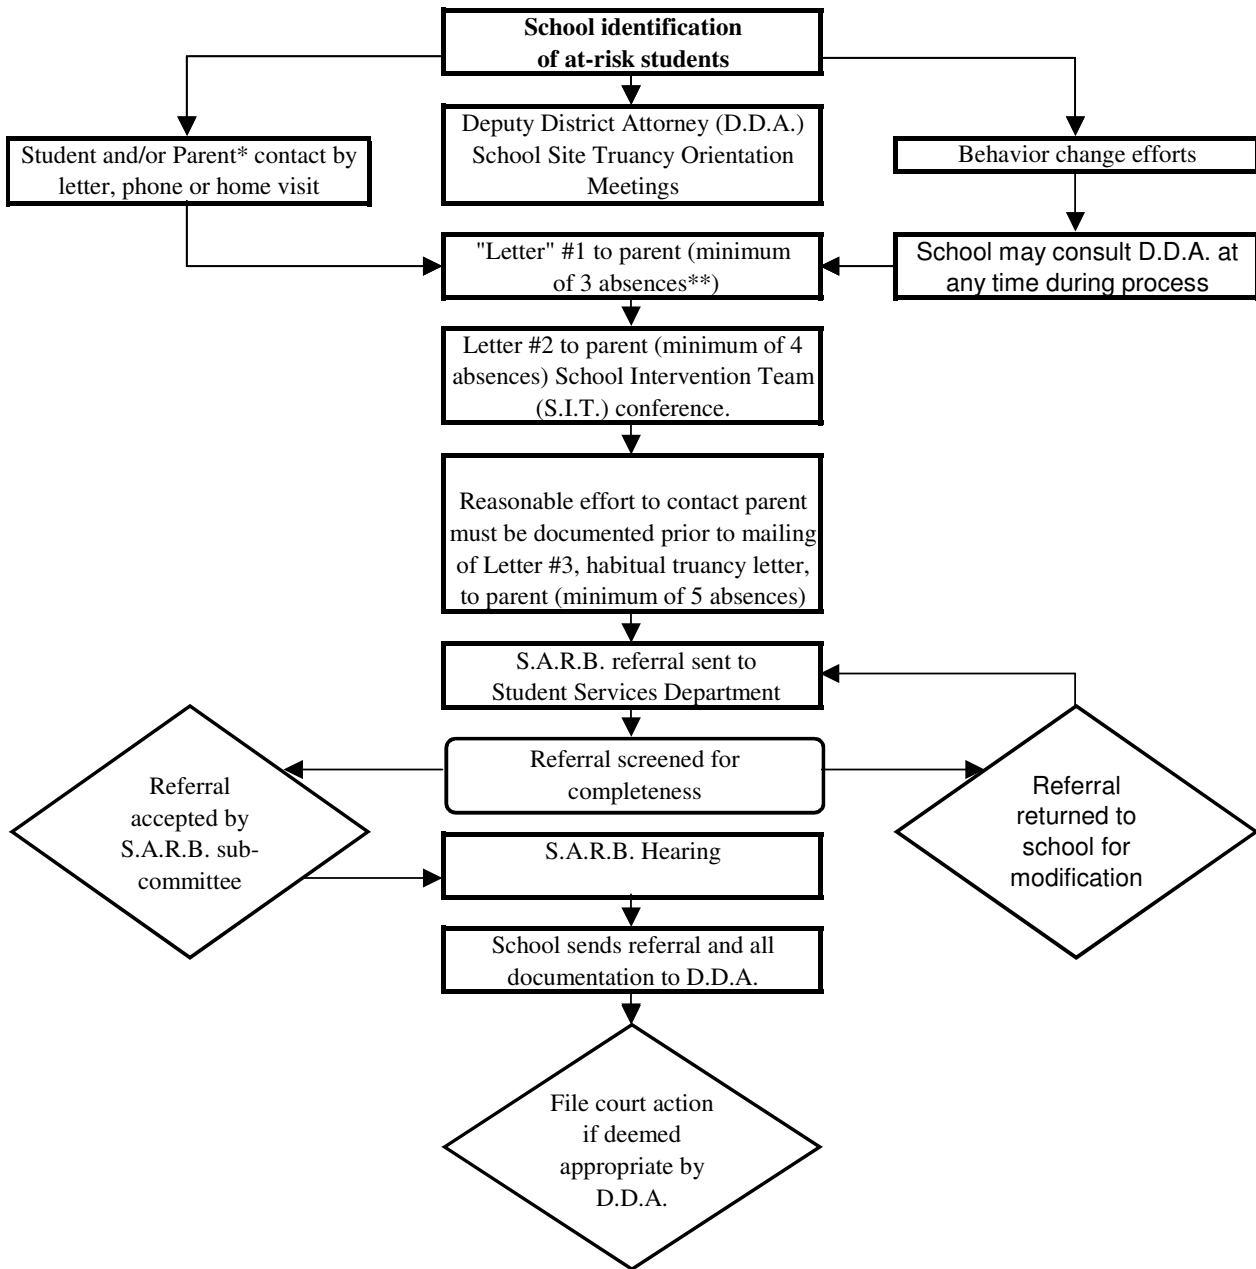 School identification
of at-risk students
Deputy District Attorney (D.D.A.)
School Site Truancy Orientation
Meetings
Student and/or Parent* contact by
letter, phone or home visit
Behavior change efforts
"Letter" #1 to parent (minimum
of 3 absences**)
School may consult D.D.A. at
any time during process
Letter #2 to parent (minimum of 4
absences) School Intervention Team
(S.I.T.) conference.
Reasonable effort to contact parent
must be documented prior to mailing
of Letter #3, habitual truancy letter,
to parent (minimum of 5 absences)
S.A.R.B. referral sent to
Student Services Department
Referral screened for
completeness
Referral
accepted by
S.A.R.B. sub-
committee
Referral
returned to
school for
modification
S.A.R.B. Hearing
School sends referral and all
documentation to D.D.A.
File court action
if deemed
appropriate by
D.D.A.